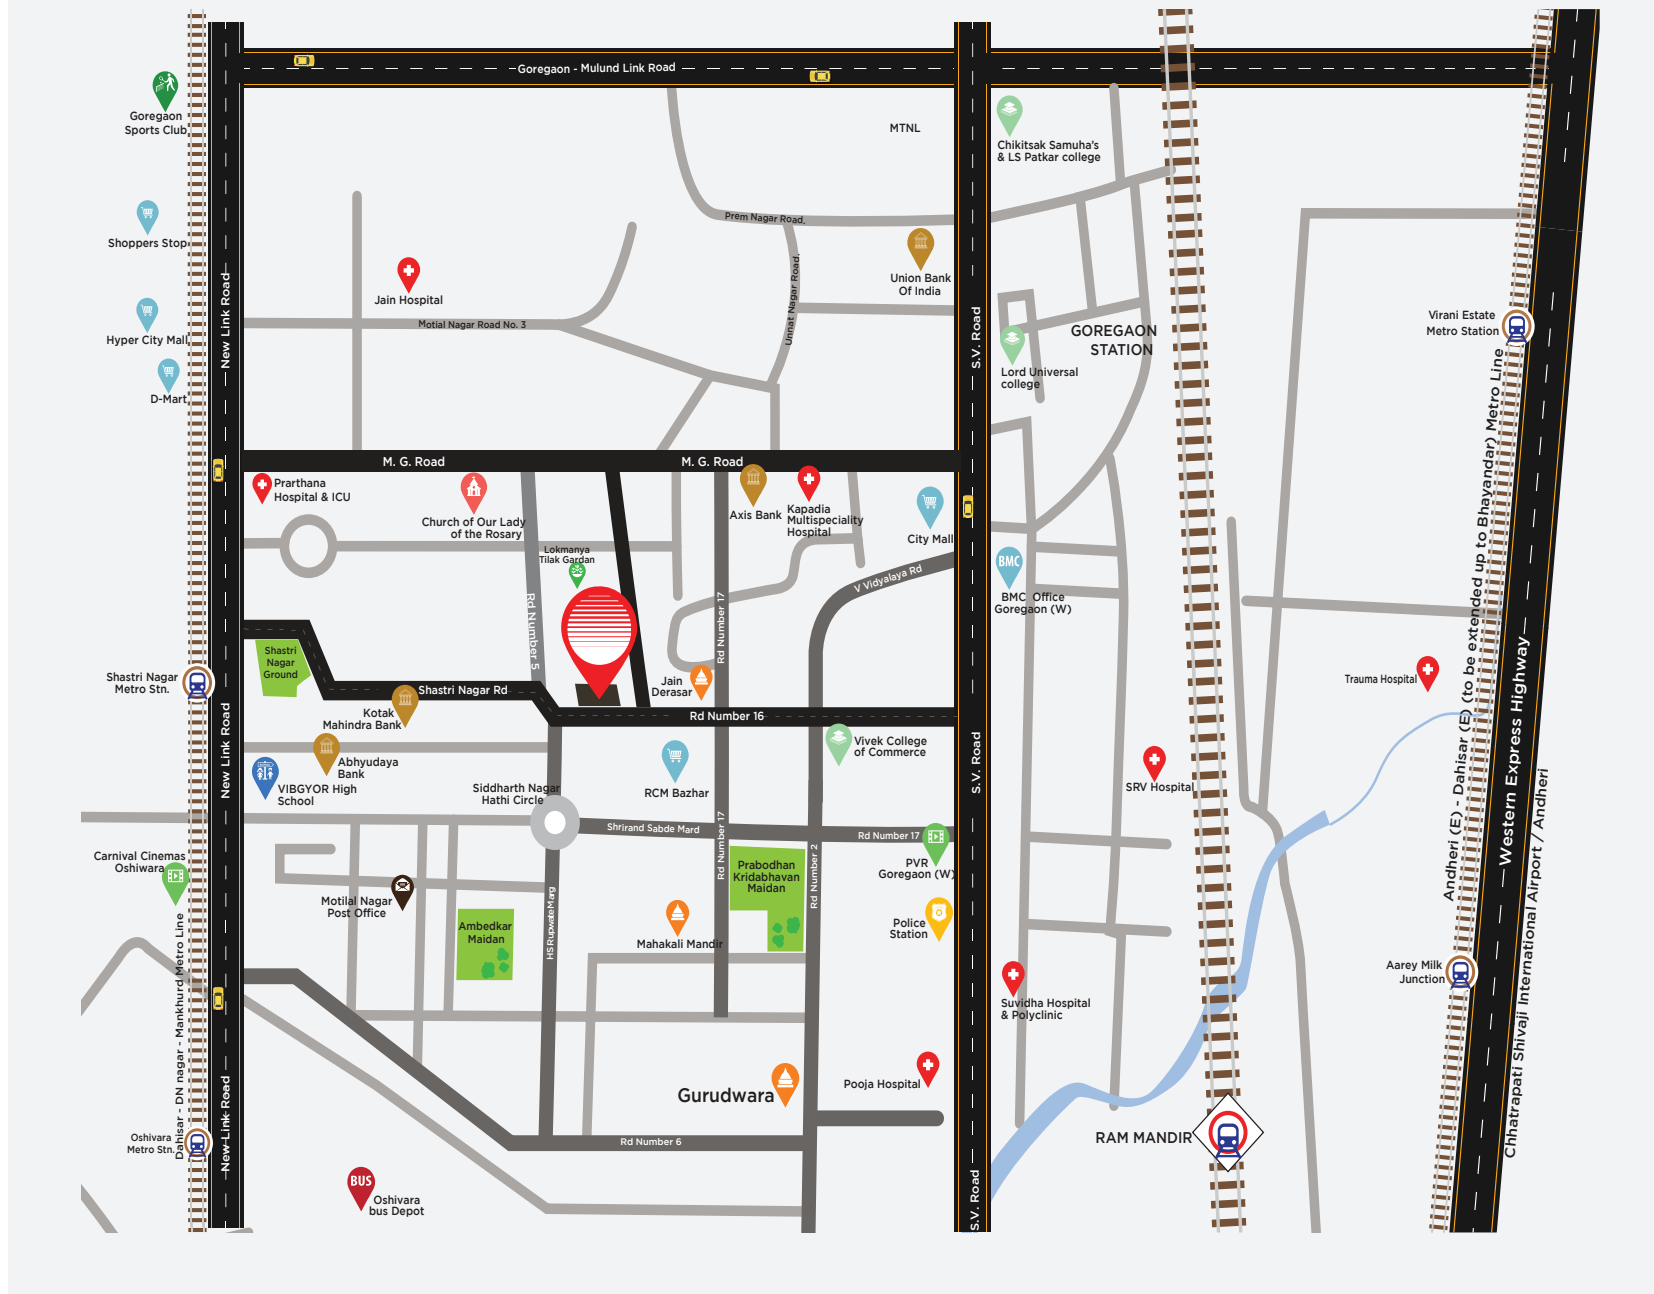 Goregaon - Mulund Link Road
Goregaon
Sports Club
MTNL
Chikitsak Samuha's
& LS Patkar college
Shoppers Stop
Prem Nagar Road.
Union Bank
Of India
Jain Hospital
Unnat Nagar Road.
Motial Nagar Road No. 3
New Link Road
S.V. Road
GOREGAON
STATION
Virani Estate
Metro Station
Hyper City Mall
D-Mart
Lord Universal
college
M. G. Road
M. G. Road
Prarthana
Hospital & ICU
Church of Our Lady
of the Rosary
Axis Bank
Kapadia
Multispeciality
Hospital
City Mall
Lokmanya
Tilak Gardan
V Vidyalaya Rd
BMC
BMC Office
Goregaon (W)
Rd Number 5
Rd Number 17
Shastri
Nagar
Ground
Shastri Nagar
Metro Stn.
Shastri Nagar Rd
Jain
Derasar
Trauma Hospital
Kotak
Mahindra Bank
Rd Number 16
New Link Road
S.V. Road
Vivek College
of Commerce
Abhyudaya
Bank
VIBGYOR High
School
Siddharth Nagar
Hathi Circle
RCM Bazhar
SRV Hospital
Andheri (E) - Dahisar (E) (to be extended up to Bhayandar) Metro Line
Western Express Highway
Chhatrapati Shivaji International Airport / Andheri
Shrirand Sabde Mard
Rd Number 17
Rd Number 17
Rd Number 2
Carnival Cinemas
Oshiwara
PVR
Goregaon (W)
Prabodhan
Kridabhavan
Maidan
Motilal Nagar
Post Office
Ambedkar
Maidan
HS Rupwate Marg
Mahakali Mandir
Police
Station
Aarey Milk
Junction
Dahisar - DN nagar - Mankhurd Metro Line
Suvidha Hospital
& Polyclinic
Gurudwara
Pooja Hospital
New Link Road
Oshivara
Metro Stn.
Rd Number 6
RAM MANDIR
BUS
Oshivara
bus Depot
S.V. Road